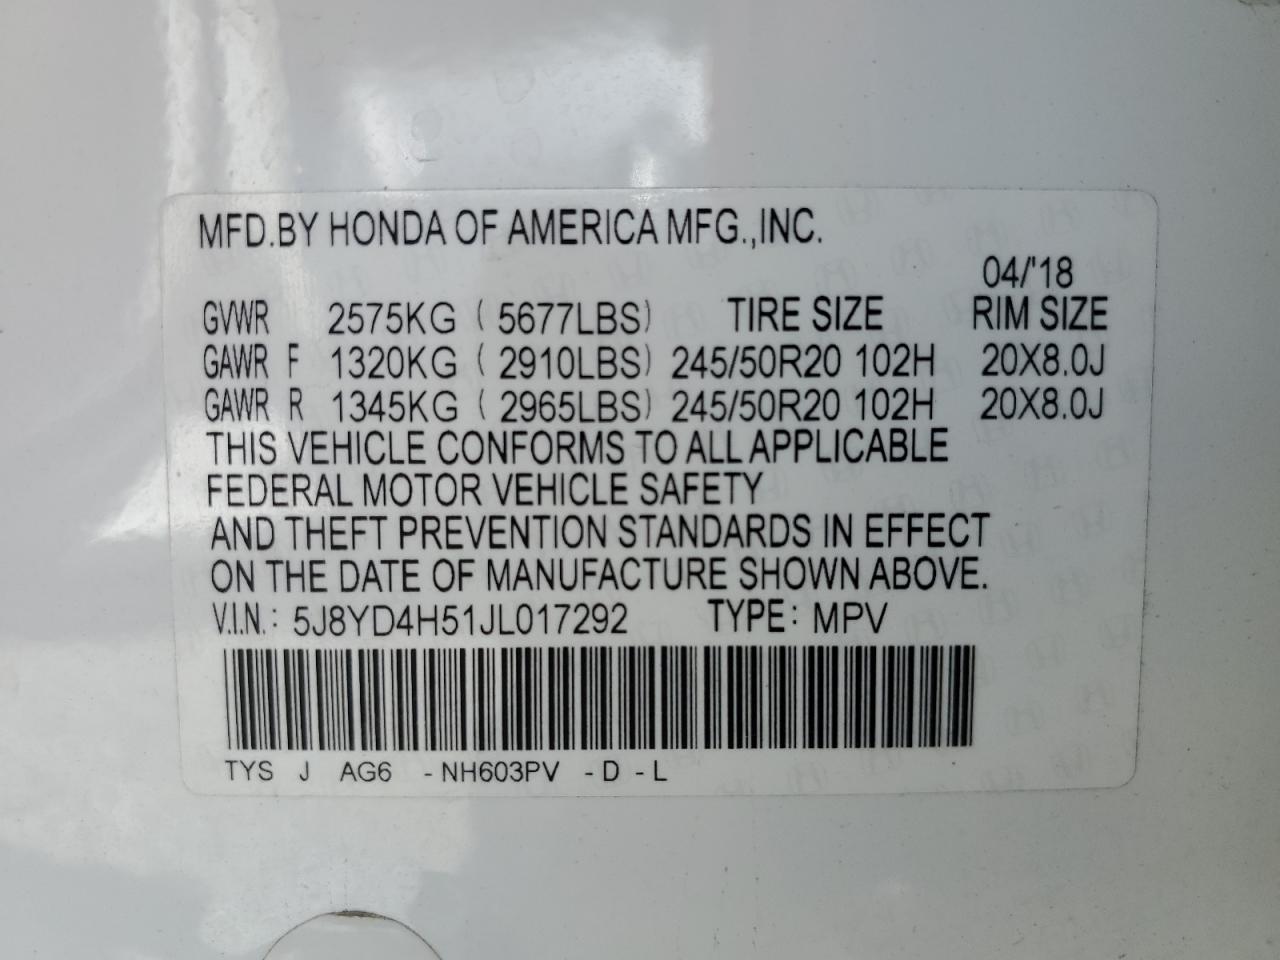 MFD.BY HONDA OF AMERICA MFG.,INC.
04/'18
GVWR 2575KG ( 5677LBS) TIRE SIZE RIM SIZE
GAWR F 1320KG ( 2910LBS) 245/50R20 102H 20X8.0J
GAWR R 1345KG ( 2965LBS) 245/50R20 102H 20X8.0J
THIS VEHICLE CONFORMS TO ALL APPLICABLE
FEDERAL MOTOR VEHICLE SAFETY
AND THEFT PREVENTION STANDARDS IN EFFECT
ON THE DATE OF MANUFACTURE SHOWN ABOVE.
V.I.N.: 5J8YD4H51JL017292 TYPE: MPV
TYS J AG6 -NH603PV -D -L